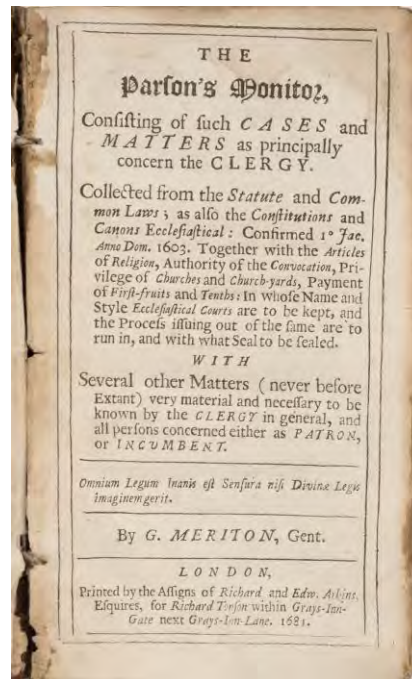 THE
Parſon's Monitoꝛ,
Conſiſting of ſuch CASES and
MATTERS as principally
concern the CLERGY.
Collected from the Statute and Com-
mon Laws; as alſo the Conſtitutions and
Canons Eccleſiaſtical: Confirmed 1º Jac.
Anno Dom. 1603. Together with the Articles
of Religion, Authority of the Convocation, Pri-
vilege of Churches and Church-yards, Payment
of Firſt-fruits and Tenths: In whoſe Name and
Style Eccleſiaſtical Courts are to be kept, and
the Proceſs iſſuing out of the ſame are to
run in, and with what Seal to be ſealed.
WITH
Several other Matters (never before
Extant) very material and neceſſary to be
known by the CLERGY in general, and
all perſons concerned either as PATRON,
or INCUMBENT.
Omnium Legum Inanis eſt Senſura niſi Divinæ Legis
imaginem gerit.
By G. MERITON, Gent.
LONDON,
Printed by the Aſſigns of Richard and Edw. Atkins,
Eſquires, for Richard within Grays-Inn-
Gate next Grays-Inn-Lane. 1681.